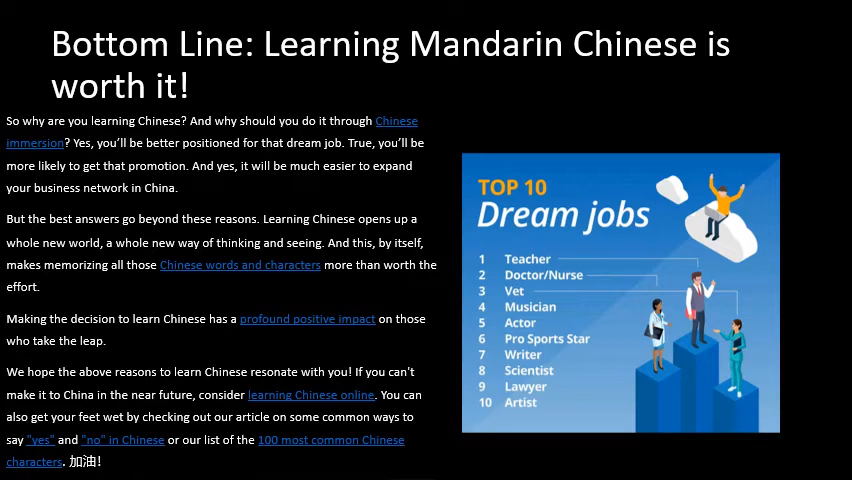 Bottom Line: Learning Mandarin Chinese is
worth it!
So why are you learning Chinese? And why should you do it through Chinese
immersion? Yes, you’ll be better positioned for that dream job. True, you’ll be
more likely to get that promotion. And yes, it will be much easier to expand
your business network in China.
But the best answers go beyond these reasons. Learning Chinese opens up a
whole new world, a whole new way of thinking and seeing. And this, by itself,
makes memorizing all those Chinese words and characters more than worth the
effort.
Making the decision to learn Chinese has a profound positive impact on those
who take the leap.
We hope the above reasons to learn Chinese resonate with you! If you can't
make it to China in the near future, consider learning Chinese online. You can
also get your feet wet by checking out our article on some common ways to
say "yes" and "no" in Chinese or our list of the 100 most common Chinese
characters. 加油!
TOP 10
Dream jobs
1 Teacher
2 Doctor/Nurse
3 Vet
4 Musician
5 Actor
6 Pro Sports Star
7 Writer
8 Scientist
9 Lawyer
10 Artist